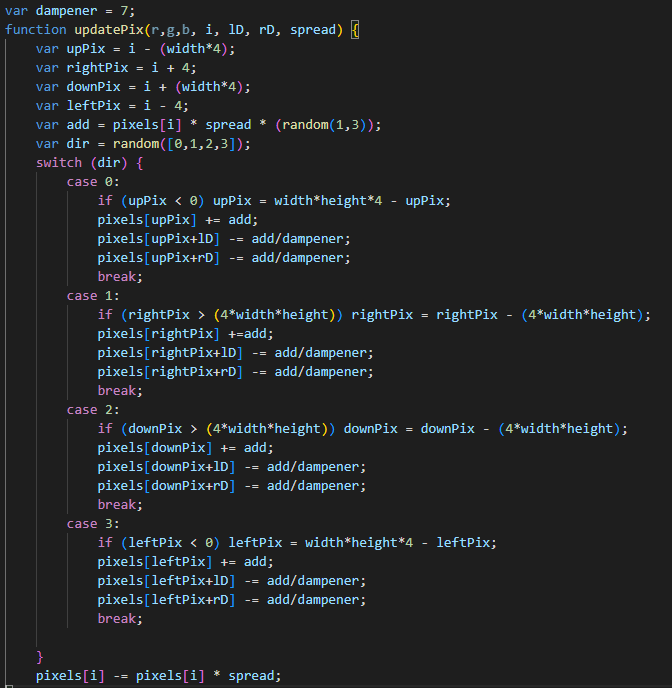 var dampener = 7;
function updatePix(r,g,b, i, lD, rD, spread) {
    var upPix = i - (width*4);
    var rightPix = i + 4;
    var downPix = i + (width*4);
    var leftPix = i - 4;
    var add = pixels[i] * spread * (random(1,3));
    var dir = random([0,1,2,3]);
    switch (dir) {
        case 0:
            if (upPix < 0) upPix = width*height*4 - upPix;
            pixels[upPix] += add;
            pixels[upPix+lD] -= add/dampener;
            pixels[upPix+rD] -= add/dampener;
            break;
        case 1:
            if (rightPix > (4*width*height)) rightPix = rightPix - (4*width*height);
            pixels[rightPix] +=add;
            pixels[rightPix+lD] -= add/dampener;
            pixels[rightPix+rD] -= add/dampener;
            break;
        case 2:
            if (downPix > (4*width*height)) downPix = downPix - (4*width*height);
            pixels[downPix] += add;
            pixels[downPix+lD] -= add/dampener;
            pixels[downPix+rD] -= add/dampener;
            break;
        case 3:
            if (leftPix < 0) leftPix = width*height*4 - leftPix;
            pixels[leftPix] += add;
            pixels[leftPix+lD] -= add/dampener;
            pixels[leftPix+rD] -= add/dampener;
            break;

    }
    pixels[i] -= pixels[i] * spread;